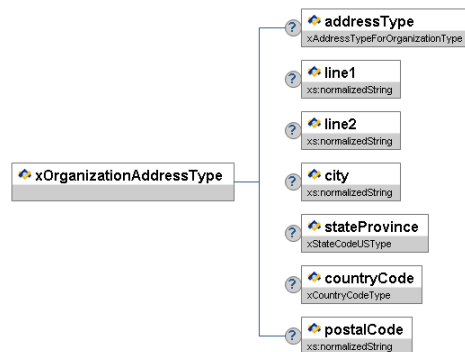 addressType
xAddressTypeForOrganizationType
?
line1
xs:normalizedString
?
line2
xs:normalizedString
?
xOrganizationAddressType
city
xs:normalizedString
?
stateProvince
xStateCodeUSType
?
countryCode
xCountryCodeType
?
postalCode
xs:normalizedString
?